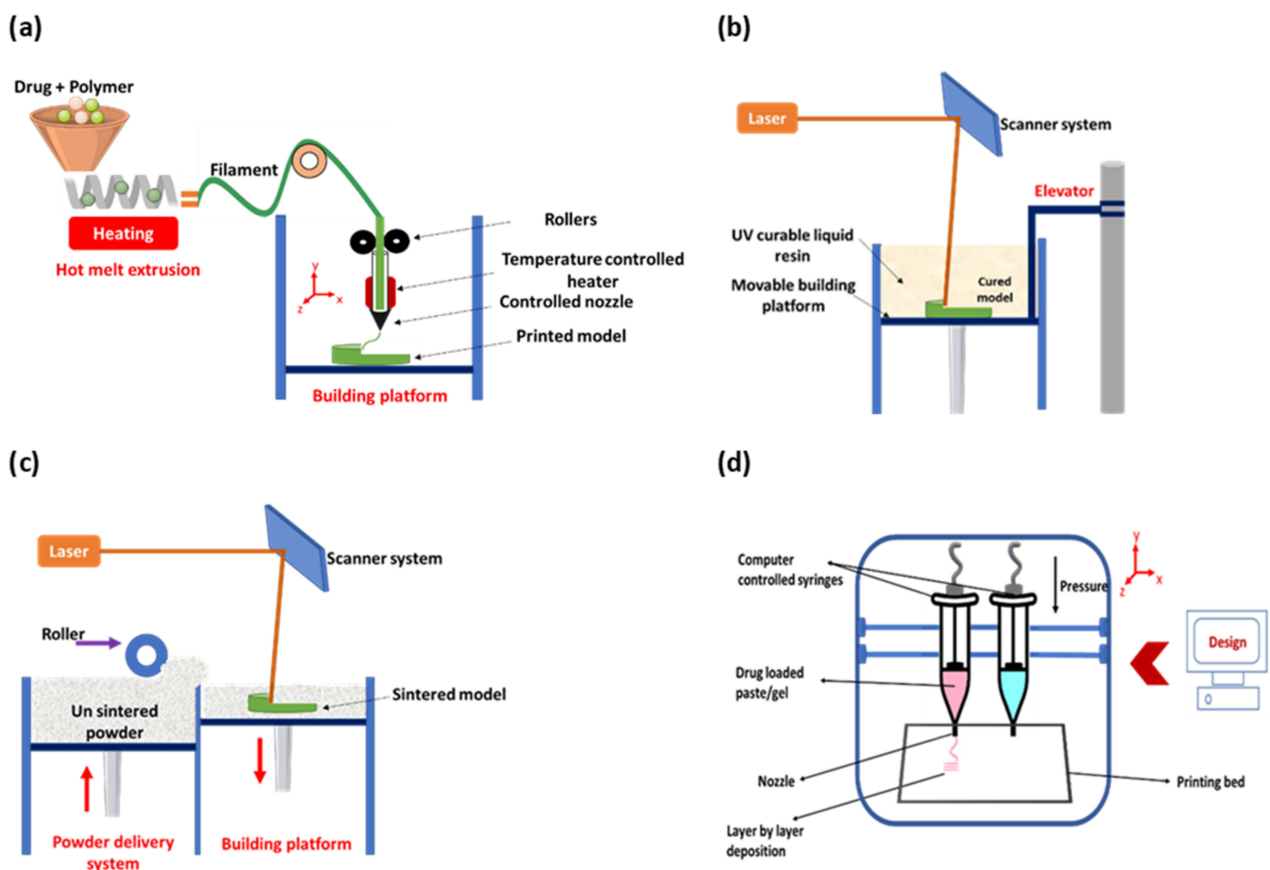 (a)
Drug + Polymer
Filament
Heating
Hot melt extrusion
Rollers
Temperature controlled
heater
Controlled nozzle
Printed model
Building platform
y
x
z
(b)
Laser
Scanner system
Elevator
UV curable liquid
resin
Movable building
platform
Cured
model
(c)
Laser
Scanner system
Roller
Un sintered
powder
Sintered model
Powder delivery
system
Building platform
(d)
Computer
controlled syringes
Pressure
y
x
z
Design
Drug loaded
paste/gel
Nozzle
Printing bed
Layer by layer
deposition